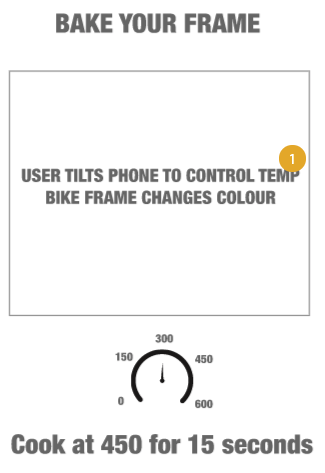 BAKE YOUR FRAME
1
USER TILTS PHONE TO CONTROL TEMP
BIKE FRAME CHANGES COLOUR
300
150
450
0
600
Cook at 450 for 15 seconds